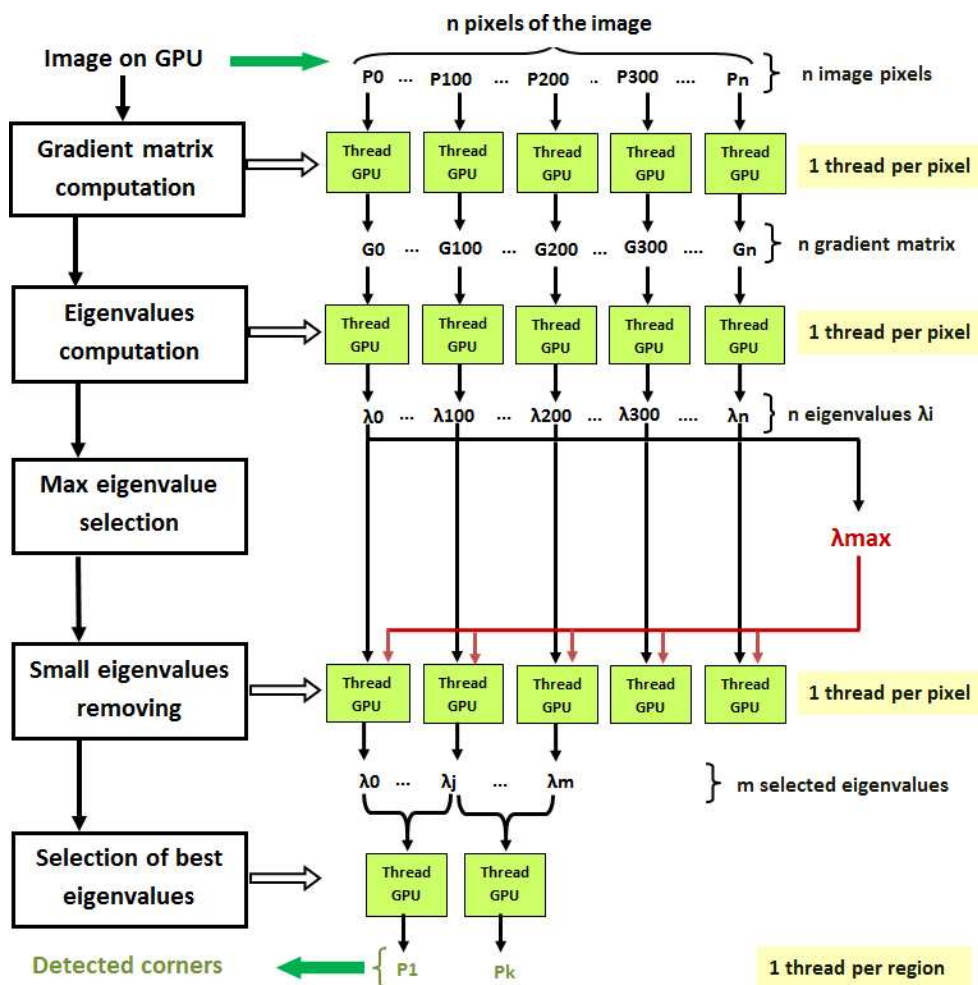 n pixels of the image
Image on GPU
P0 ... P100 ... P200 .. P300 .... Pn
n image pixels
Gradient matrix
computation
Thread
GPU
Thread
GPU
Thread
GPU
Thread
GPU
Thread
GPU
1 thread per pixel
G0 ... G100 ... G200 ... G300 .... Gn
n gradient matrix
Eigenvalues
computation
Thread
GPU
Thread
GPU
Thread
GPU
Thread
GPU
Thread
GPU
1 thread per pixel
λ0 ... λ100 ... λ200 ... λ300 .... λn
n eigenvalues λi
Max eigenvalue
selection
λmax
Small eigenvalues
removing
Thread
GPU
Thread
GPU
Thread
GPU
Thread
GPU
Thread
GPU
1 thread per pixel
λ0 ... λj ... λm
m selected eigenvalues
Selection of best
eigenvalues
Thread
GPU
Thread
GPU
Detected corners
P1
Pk
1 thread per region